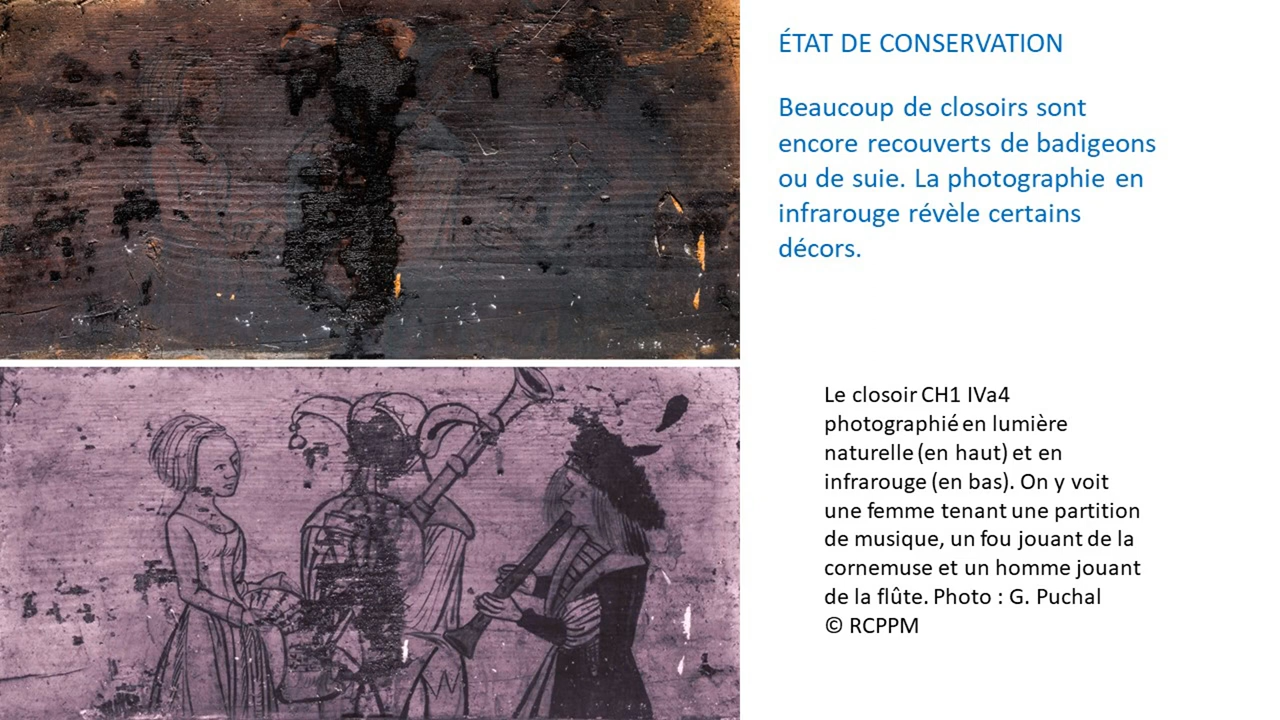 ÉTAT DE CONSERVATION
Beaucoup de closoirs sont
encore recouverts de badigeons
ou de suie. La photographie en
infrarouge révèle certains
décors.
Le closoir CH1 IVa4
photographié en lumière
naturelle (en haut) et en
infrarouge (en bas). On y voit
une femme tenant une partition
de musique, un fou jouant de la
cornemuse et un homme jouant
de la flûte. Photo : G. Puchal
© RCPPM